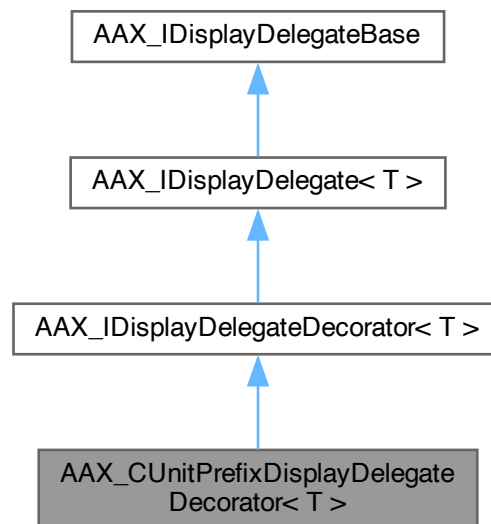 AAX_IDisplayDelegateBase
AAX_IDisplayDelegate< T >
AAX_IDisplayDelegateDecorator< T >
AAX_CUnitPrefixDisplayDelegate
Decorator< T >